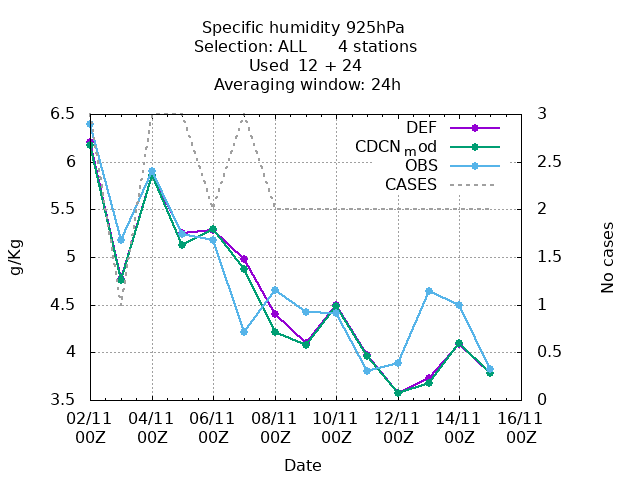 Specific humidity 925hPa
Selection: ALL      4 stations
Used  12 + 24
Averaging window: 24h
6.5
6
5.5
5
4.5
4
3.5
g/Kg
3
2.5
2
1.5
1
0.5
0
No cases
DEF
CDCNmod
OBS
CASES
02/11 04/11 06/11 08/11 10/11 12/11 14/11 16/11
00Z 00Z 00Z 00Z 00Z 00Z 00Z 00Z
Date